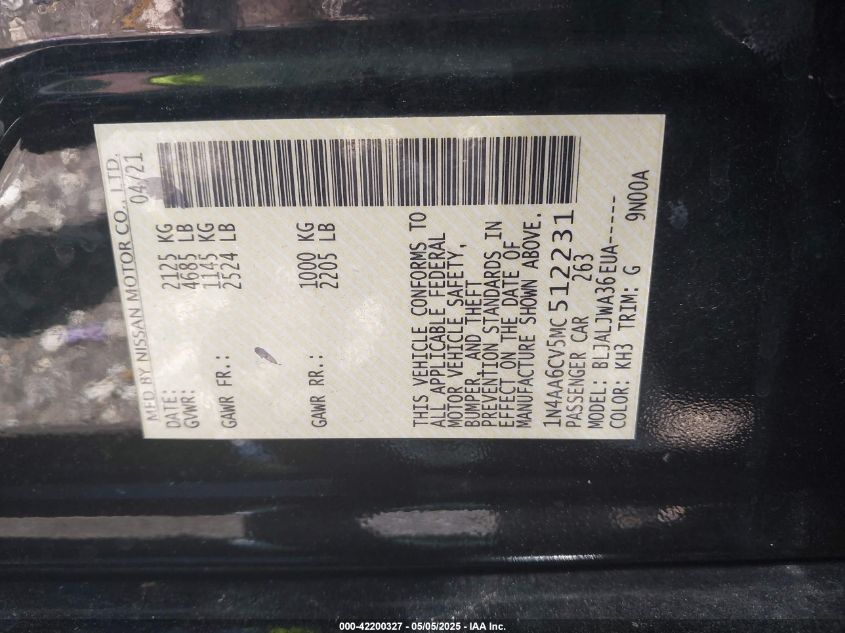 MFD BY NISSAN MOTOR CO., LTD.
DATE: 04/21
GVWR: 2125 KG
4685 LB
GAWR FR.: 1145 KG
2524 LB
GAWR RR.: 1000 KG
2205 LB
THIS VEHICLE CONFORMS TO
ALL APPLICABLE FEDERAL
MOTOR VEHICLE SAFETY,
BUMPER, AND THEFT
PREVENTION STANDARDS IN
EFFECT ON THE DATE OF
MANUFACTURE SHOWN ABOVE.
1N4AA6CV5MC512231
PASSENGER CAR 263
MODEL: BLJALJWA36EUA-----
COLOR: KH3 TRIM: G 9N00A
000-42200327 - 05/05/2025 - IAA Inc.